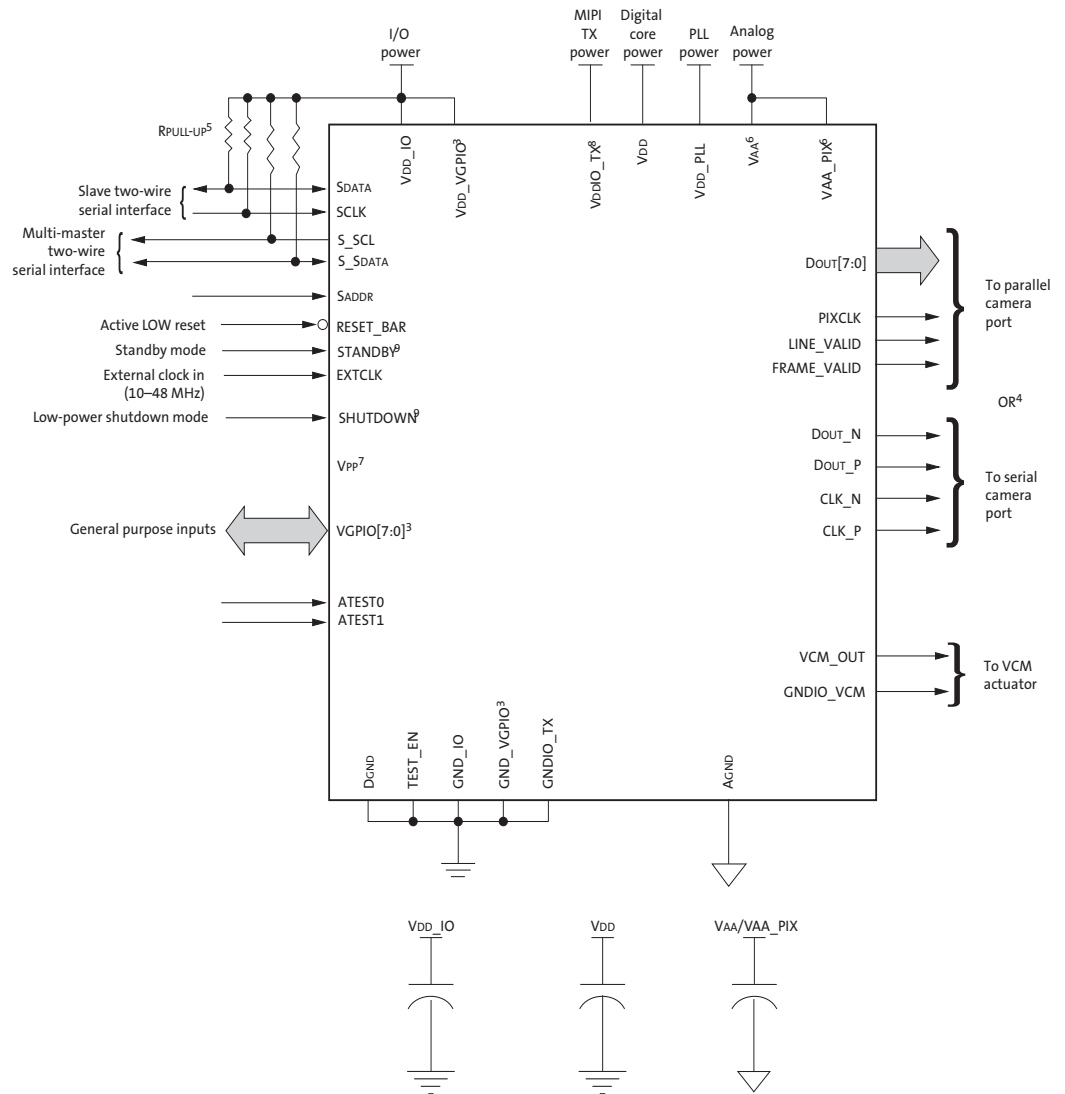 I/O
power
MIPI
TX
power
Digital
core
power
PLL
power
Analog
power
RPULL-UP5
VDD_IO
VDD_VGPIO3
VDDIO_TX8
VDD
VDD_PLL
VAA6
VAA_PIX6
Slave two-wire
serial interface
SDATA
SCLK
Multi-master
two-wire
serial interface
S_SCL
S_SDATA
SADDR
Active LOW reset
RESET_BAR
Standby mode
STANDBY9
External clock in
(10–48 MHz)
EXTCLK
Low-power shutdown mode
SHUTDOWN9
VPP7
General purpose inputs
VGPIO[7:0]3
ATEST0
ATEST1
DOUT[7:0]
PIXCLK
LINE_VALID
FRAME_VALID
To parallel
camera
port
OR4
DOUT_N
DOUT_P
CLK_N
CLK_P
To serial
camera
port
VCM_OUT
GNDIO_VCM
To VCM
actuator
DGND
TEST_EN
GND_IO
GND_VGPIO3
GNDIO_TX
AGND
VDD_IO
VDD
VAA/VAA_PIX